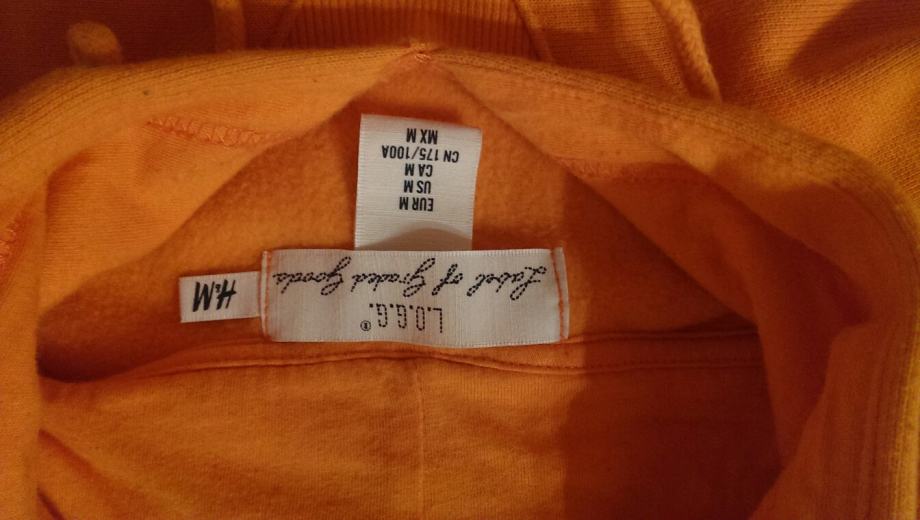 L.O.G.G.®
Label of Graded Goods
H&M
EUR M
US M
CA M
CN 175/100A
MX M